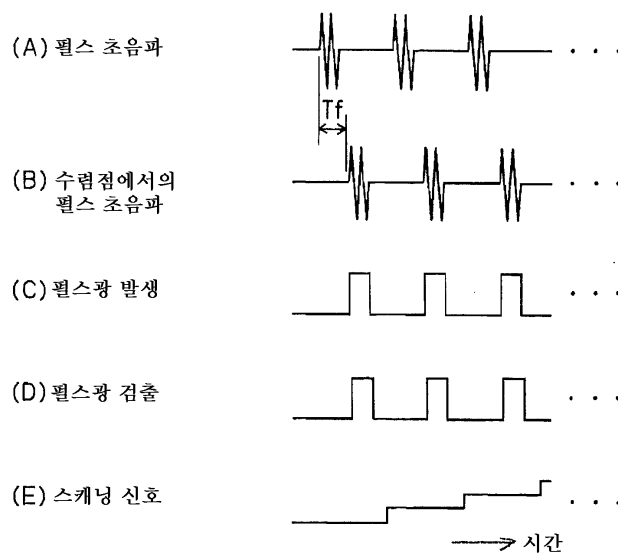 (A) 펄스 초음파
Tf
(B) 수렴점에서의
펄스 초음파
(C) 펄스광 발생
(D) 펄스광 검출
(E) 스캐닝 신호
시간